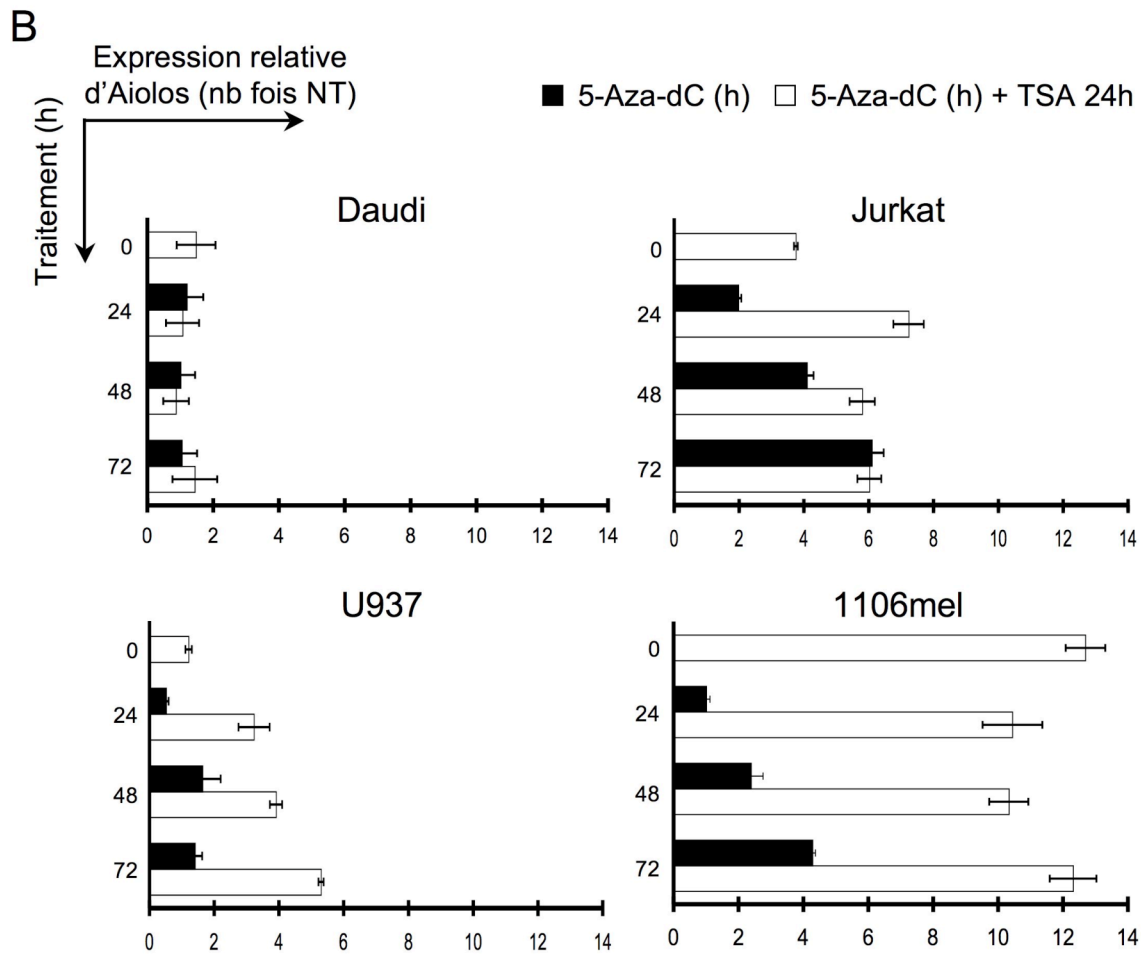 B
Expression relative
d’Aiolos (nb fois NT)
Traitement (h)
5-Aza-dC (h)
5-Aza-dC (h) + TSA 24h
Daudi
0
24
48
72
0 2 4 6 8 10 12 14
Jurkat
0
24
48
72
0 2 4 6 8 10 12 14
U937
0
24
48
72
0 2 4 6 8 10 12 14
1106mel
0
24
48
72
0 2 4 6 8 10 12 14